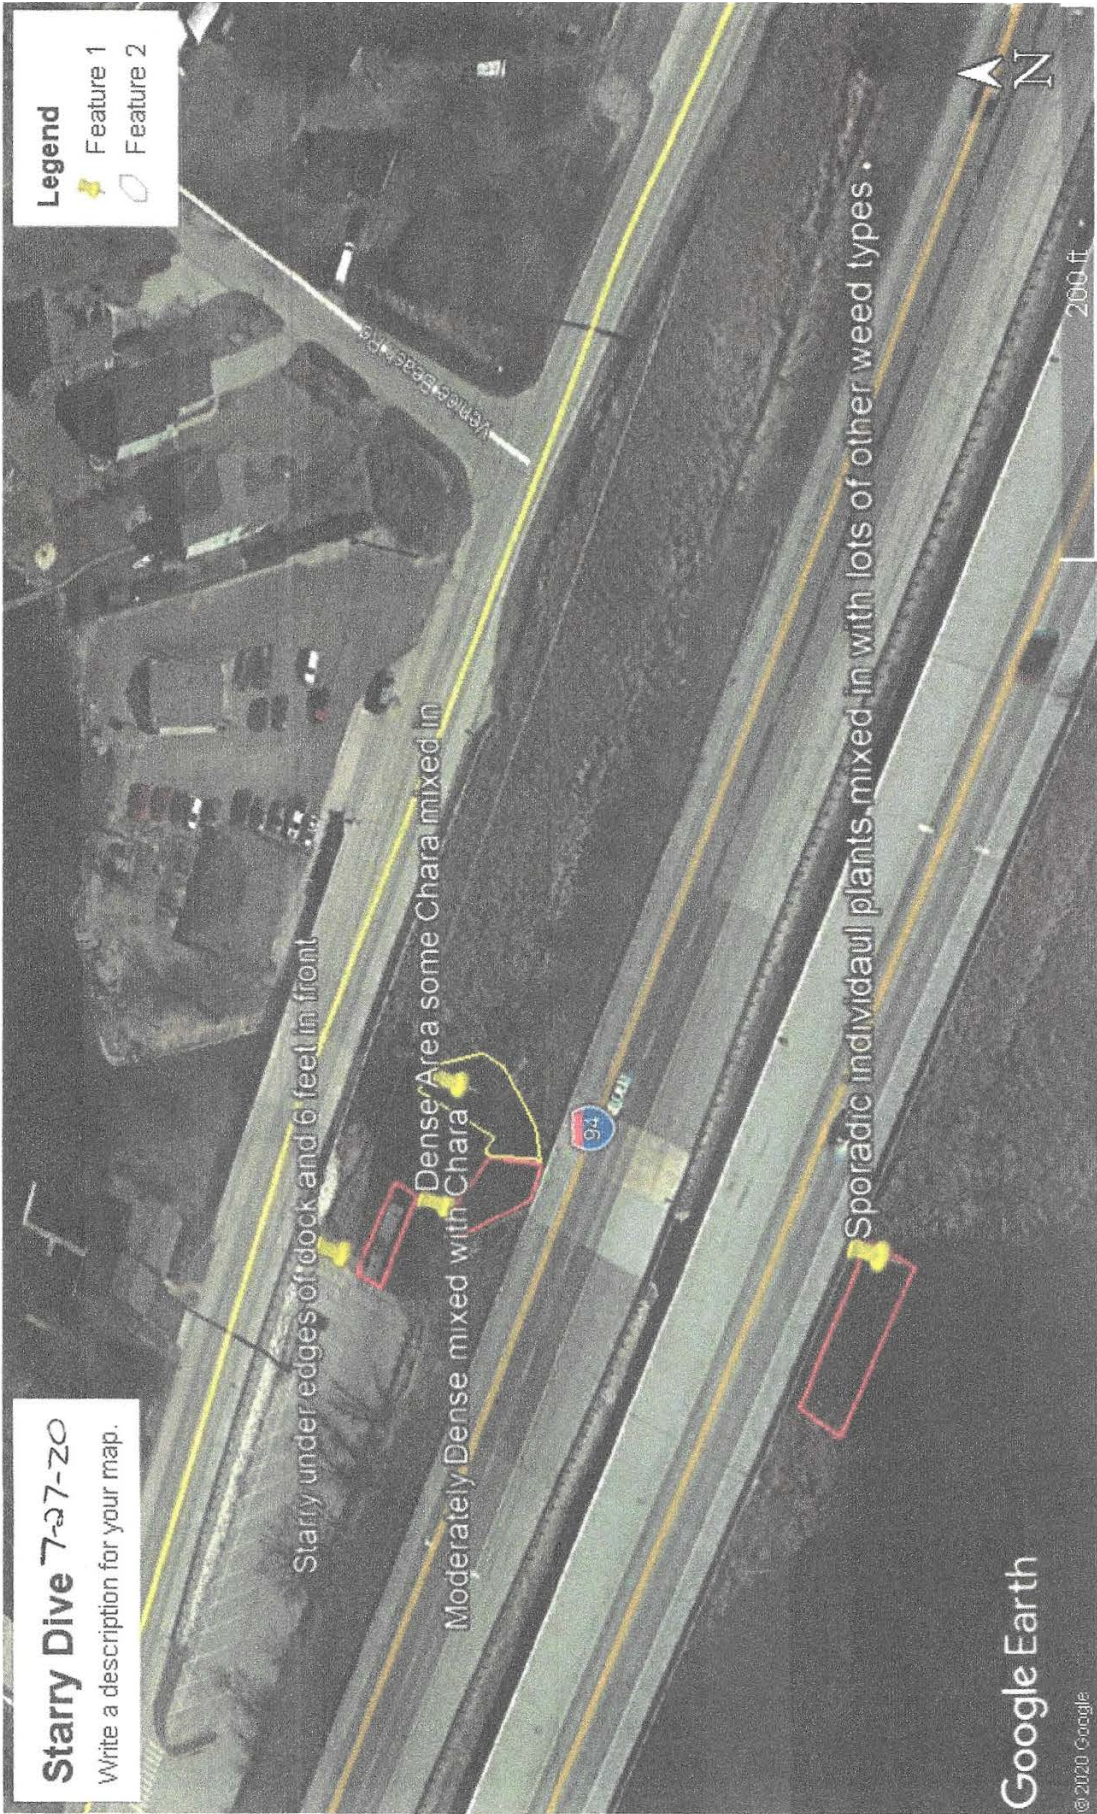 Starry Dive 7-27-20
Write a description for your map.
Legend
Feature 1
Feature 2
Venice Beach Rd
Starry under edges of dock and 6 feet in front
Dense Area some Chara mixed in
Moderately Dense mixed with Chara
94
Sporadic individaul plants mixed in with lots of other weed types .
N
200 ft
Google Earth
© 2020 Google